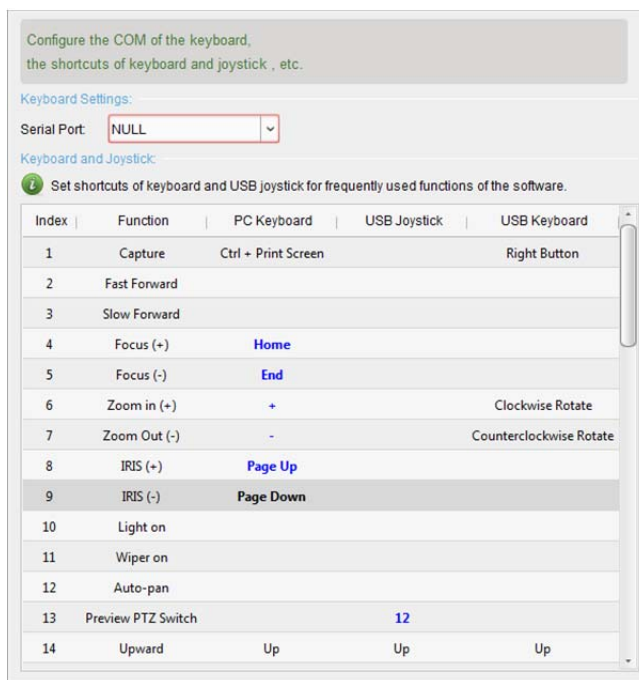 Configure the COM of the keyboard,
the shortcuts of keyboard and joystick , etc.
Keyboard Settings:
Serial Port: NULL
Keyboard and Joystick:
Set shortcuts of keyboard and USB joystick for frequently used functions of the software.
Index Function PC Keyboard USB Joystick USB Keyboard
1 Capture Ctrl + Print Screen Right Button
2 Fast Forward
3 Slow Forward
4 Focus (+) Home
5 Focus (-) End
6 Zoom in (+) + Clockwise Rotate
7 Zoom Out (-) - Counterclockwise Rotate
8 IRIS (+) Page Up
9 IRIS (-) Page Down
10 Light on
11 Wiper on
12 Auto-pan
13 Preview PTZ Switch 12
14 Upward Up Up Up